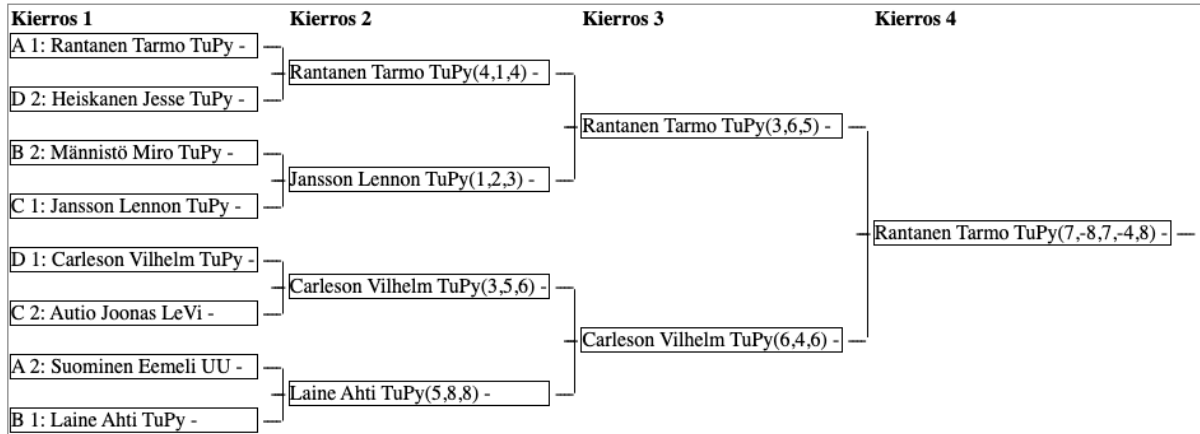 Kierros 1
Kierros 2
Kierros 3
Kierros 4
A 1: Rantanen Tarmo TuPy -
Rantanen Tarmo TuPy(4,1,4) -
D 2: Heiskanen Jesse TuPy -
Rantanen Tarmo TuPy(3,6,5) -
B 2: Männistö Miro TuPy -
Jansson Lennon TuPy(1,2,3) -
C 1: Jansson Lennon TuPy -
Rantanen Tarmo TuPy(7,-8,7,-4,8) -
D 1: Carleson Vilhelm TuPy -
Carleson Vilhelm TuPy(3,5,6) -
C 2: Autio Joonas LeVi -
Carleson Vilhelm TuPy(6,4,6) -
A 2: Suominen Eemeli UU -
Laine Ahti TuPy(5,8,8) -
B 1: Laine Ahti TuPy -